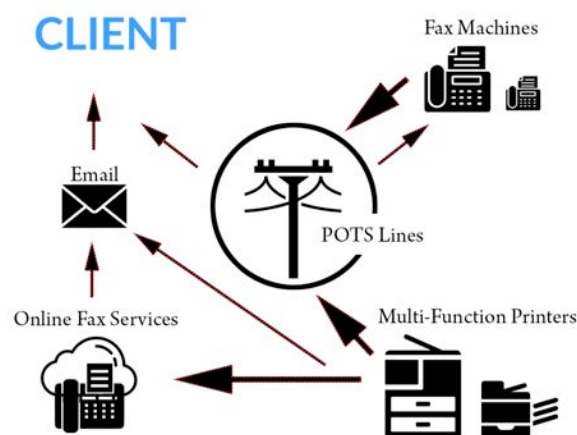 CLIENT
Fax Machines
Email
POTS Lines
Online Fax Services
Multi-Function Printers